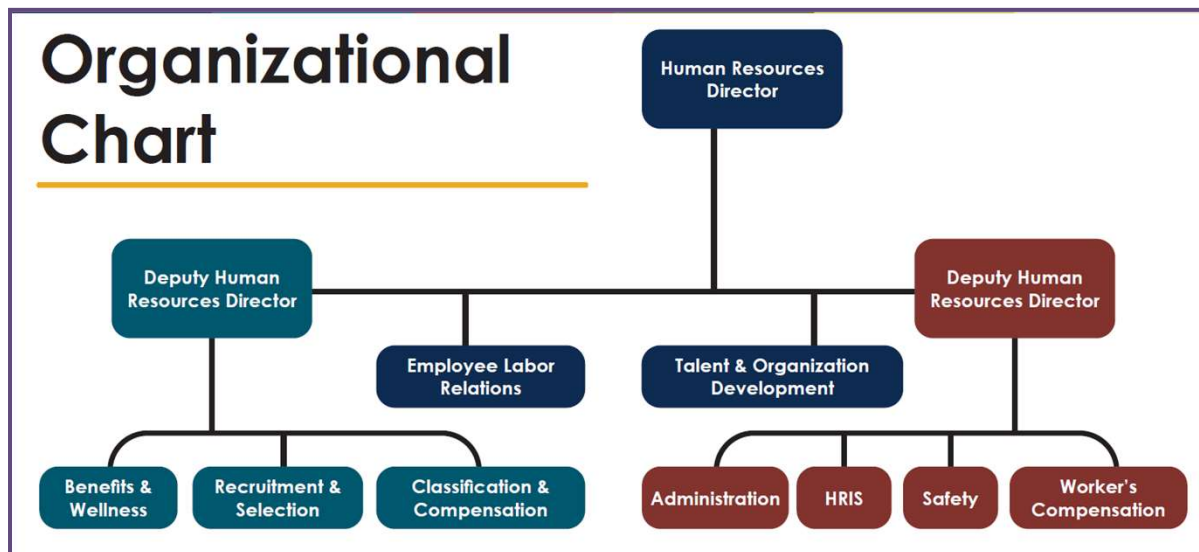 Organizational
Chart
Human Resources
Director
Deputy Human
Resources Director
Deputy Human
Resources Director
Employee Labor
Relations
Talent & Organization
Development
Benefits &
Wellness
Recruitment &
Selection
Classification &
Compensation
Administration
HRIS
Safety
Worker's
Compensation